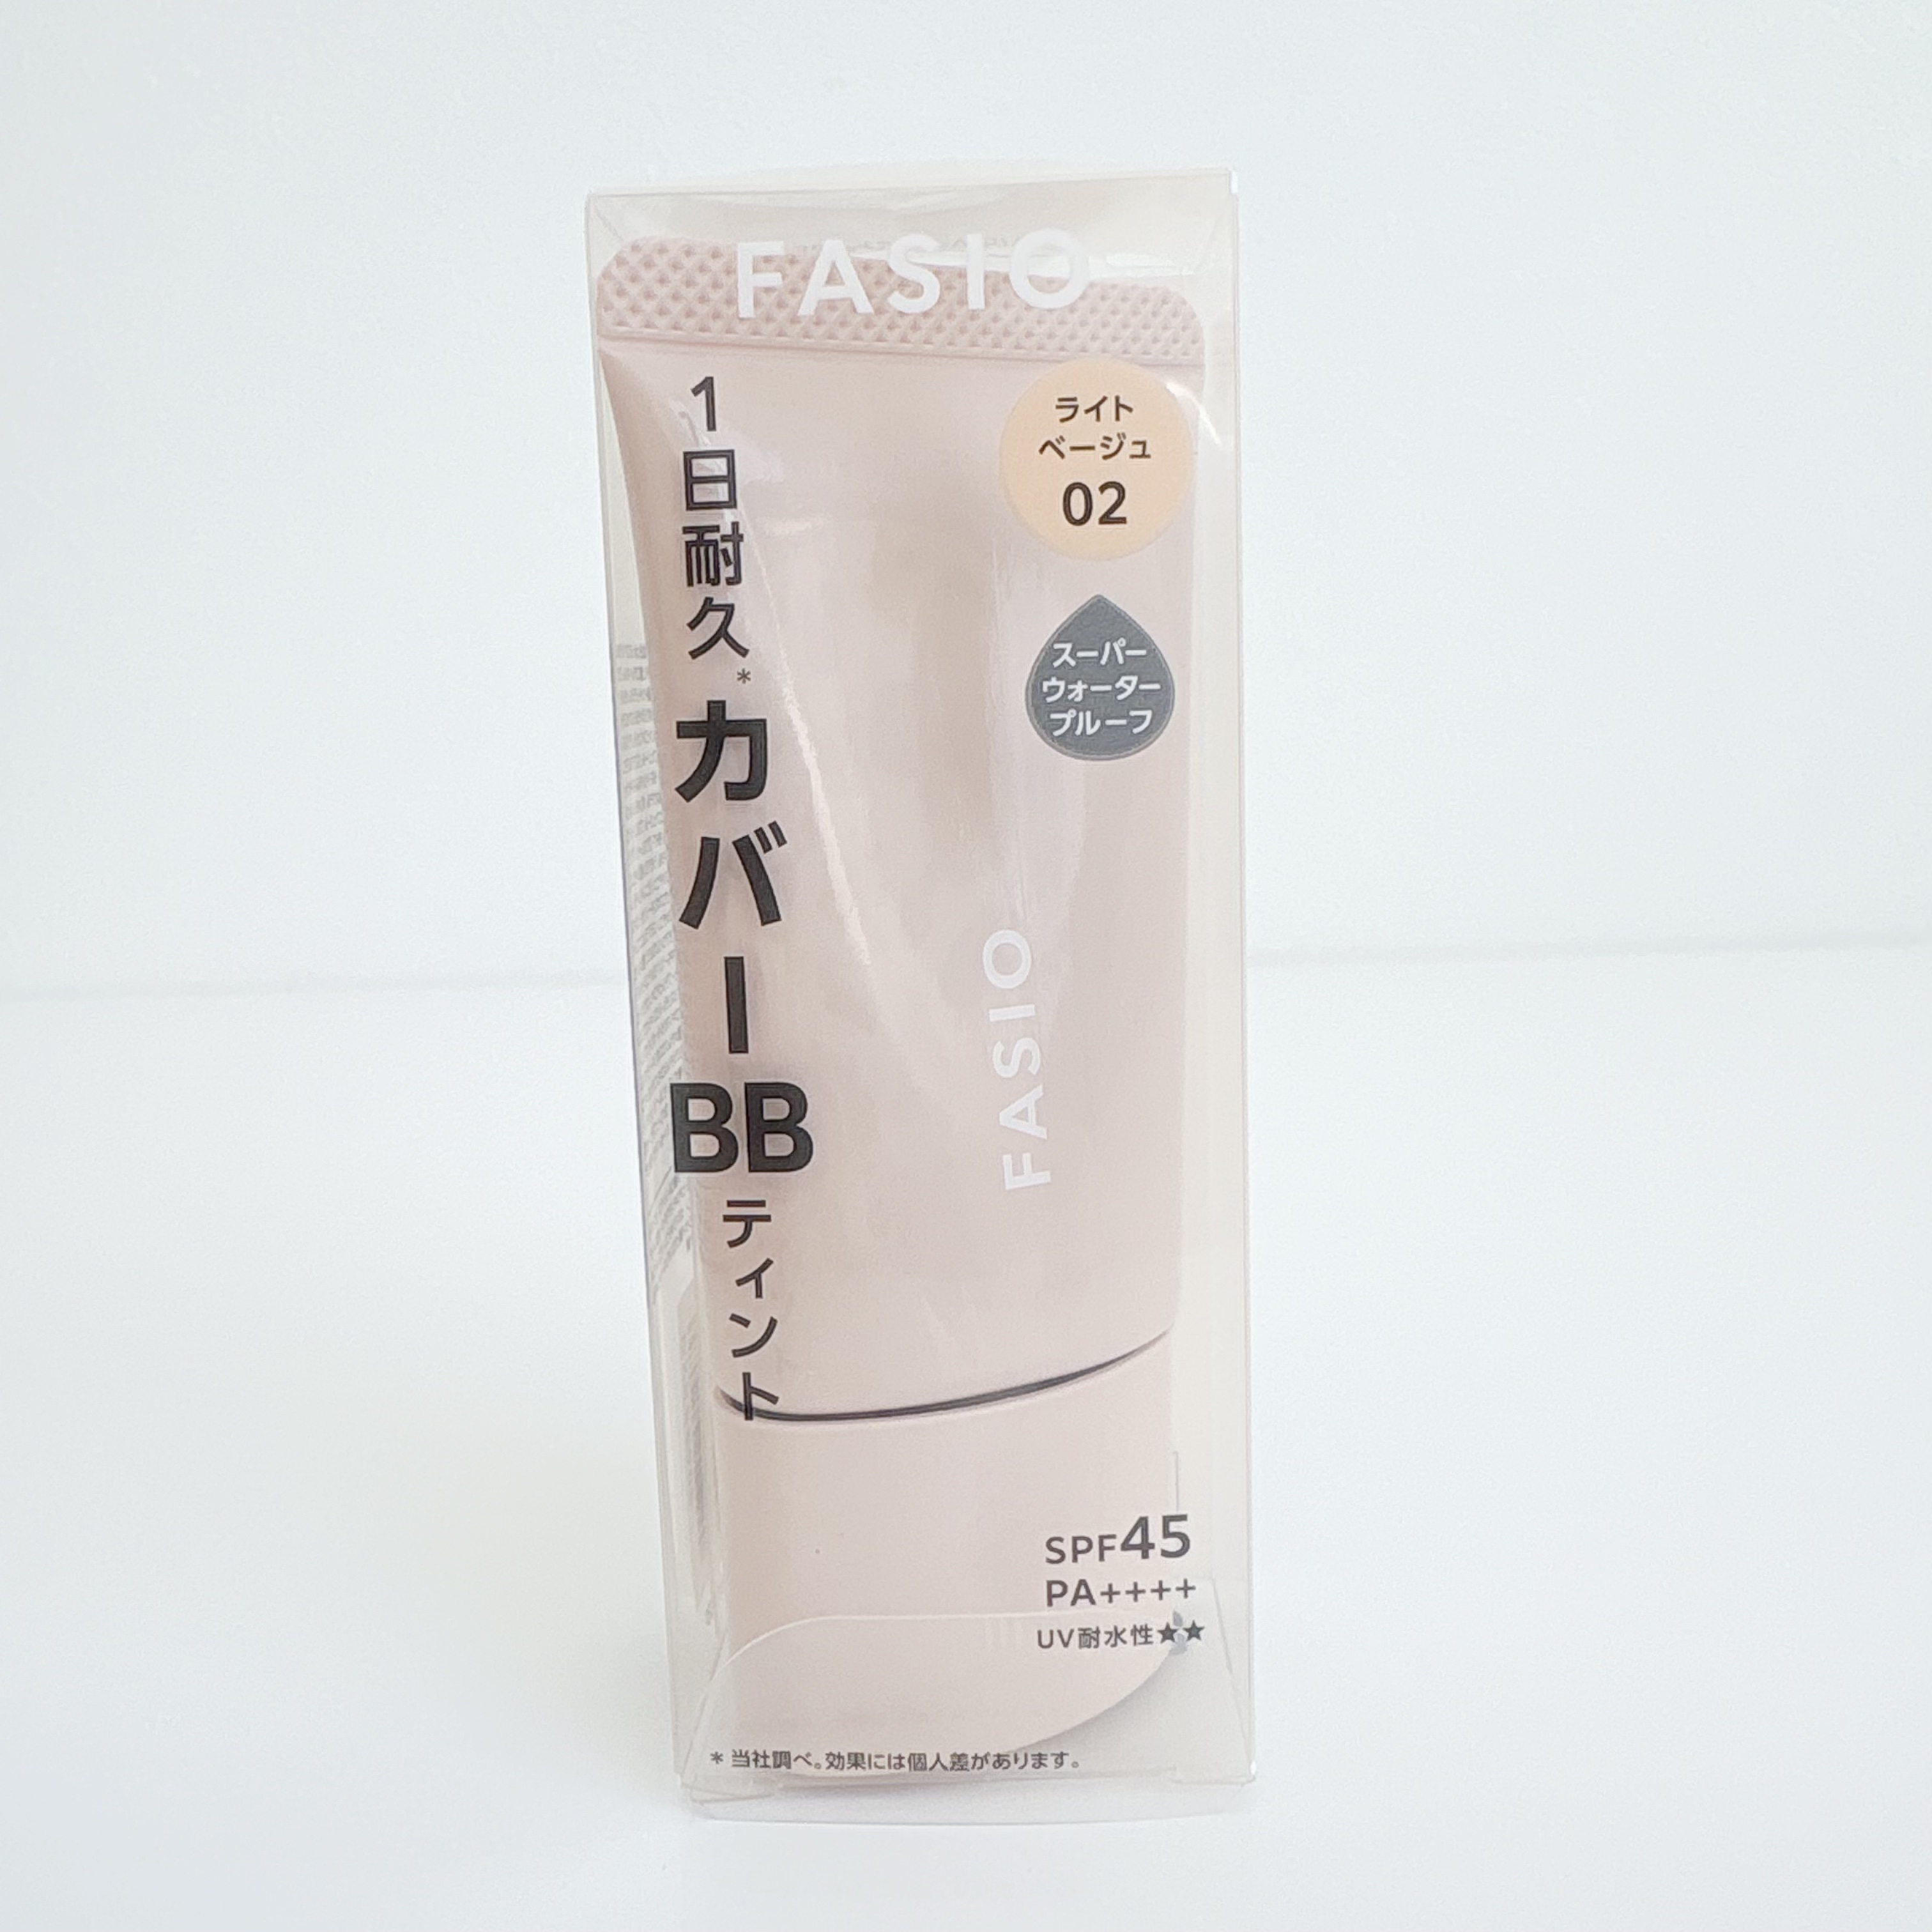 FASIO
ライト
ベージュ
02
スーパー
ウォーター
プルーフ
1日耐久*カバーBBティント
FASIO
SPF45
PA++++
UV耐水性★★
* 当社調べ。効果には個人差があります。